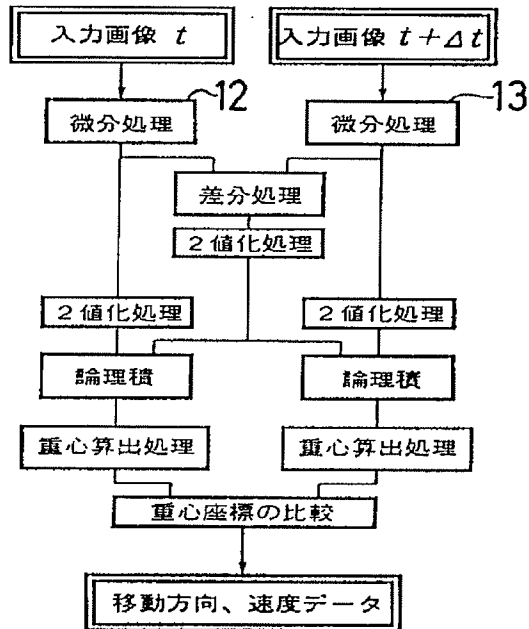 入力画像 t
入力画像 t+Δt
12
13
微分処理
微分処理
差分処理
2値化処理
2値化処理
2値化処理
論理積
論理積
重心算出処理
重心算出処理
重心座標の比較
移動方向、速度データ